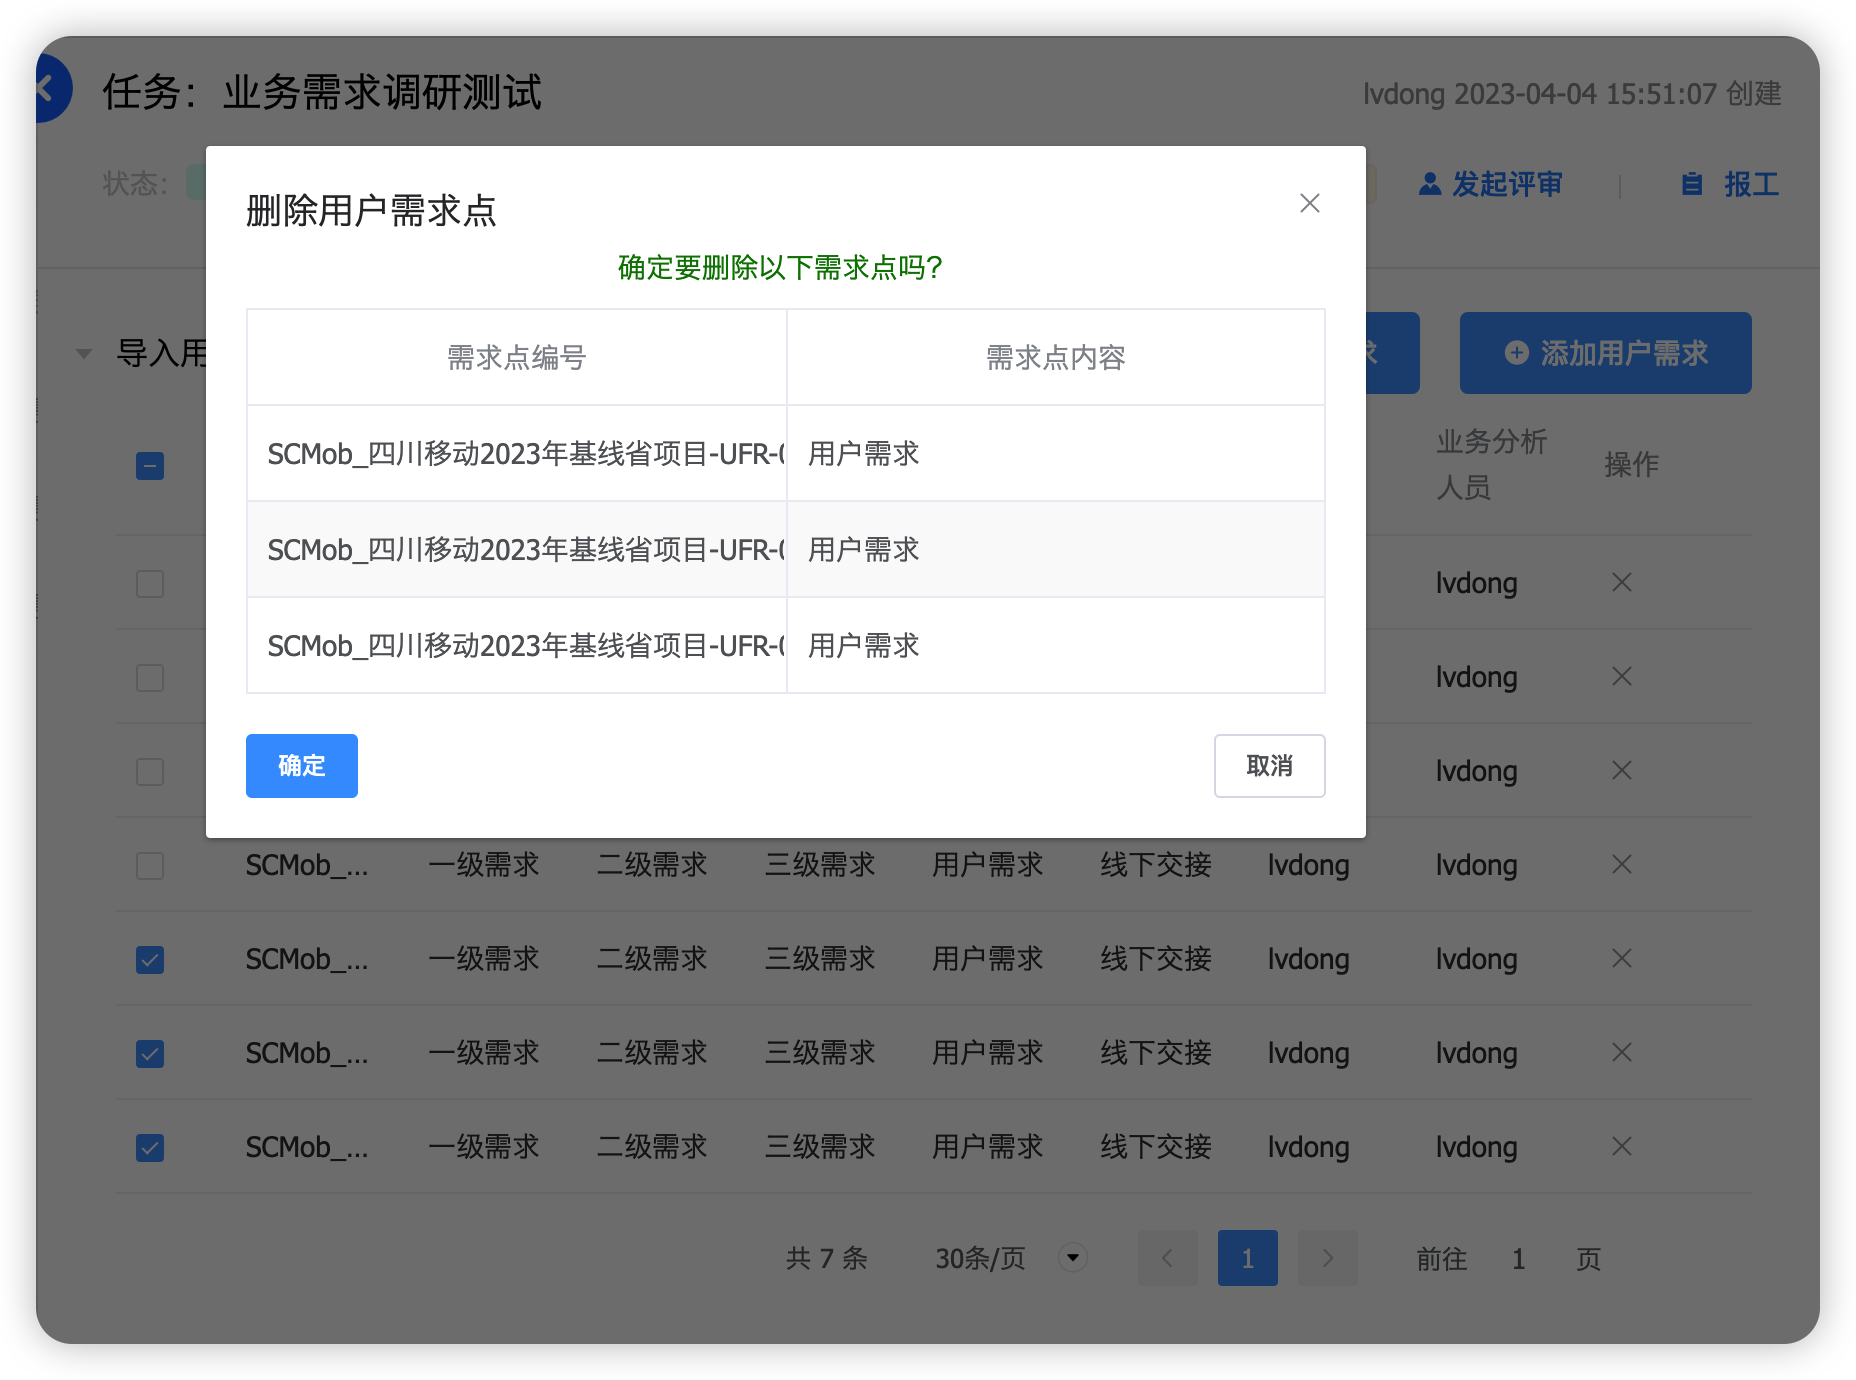 任务：业务需求调研测试
lvdong 2023-04-04 15:51:07 创建
状态：
发起评审 | 报工
删除用户需求点
确定要删除以下需求点吗?
需求点编号 需求点内容
SCMob_四川移动2023年基线省项目-UFR- 用户需求
SCMob_四川移动2023年基线省项目-UFR- 用户需求
SCMob_四川移动2023年基线省项目-UFR- 用户需求
确定 取消
导入用
求 添加用户需求
业务分析
人员
操作
lvdong
lvdong
lvdong
SCMob_... 一级需求 二级需求 三级需求 用户需求 线下交接 lvdong lvdong
SCMob_... 一级需求 二级需求 三级需求 用户需求 线下交接 lvdong lvdong
SCMob_... 一级需求 二级需求 三级需求 用户需求 线下交接 lvdong lvdong
SCMob_... 一级需求 二级需求 三级需求 用户需求 线下交接 lvdong lvdong
共 7 条 30条/页 1 前往 1 页